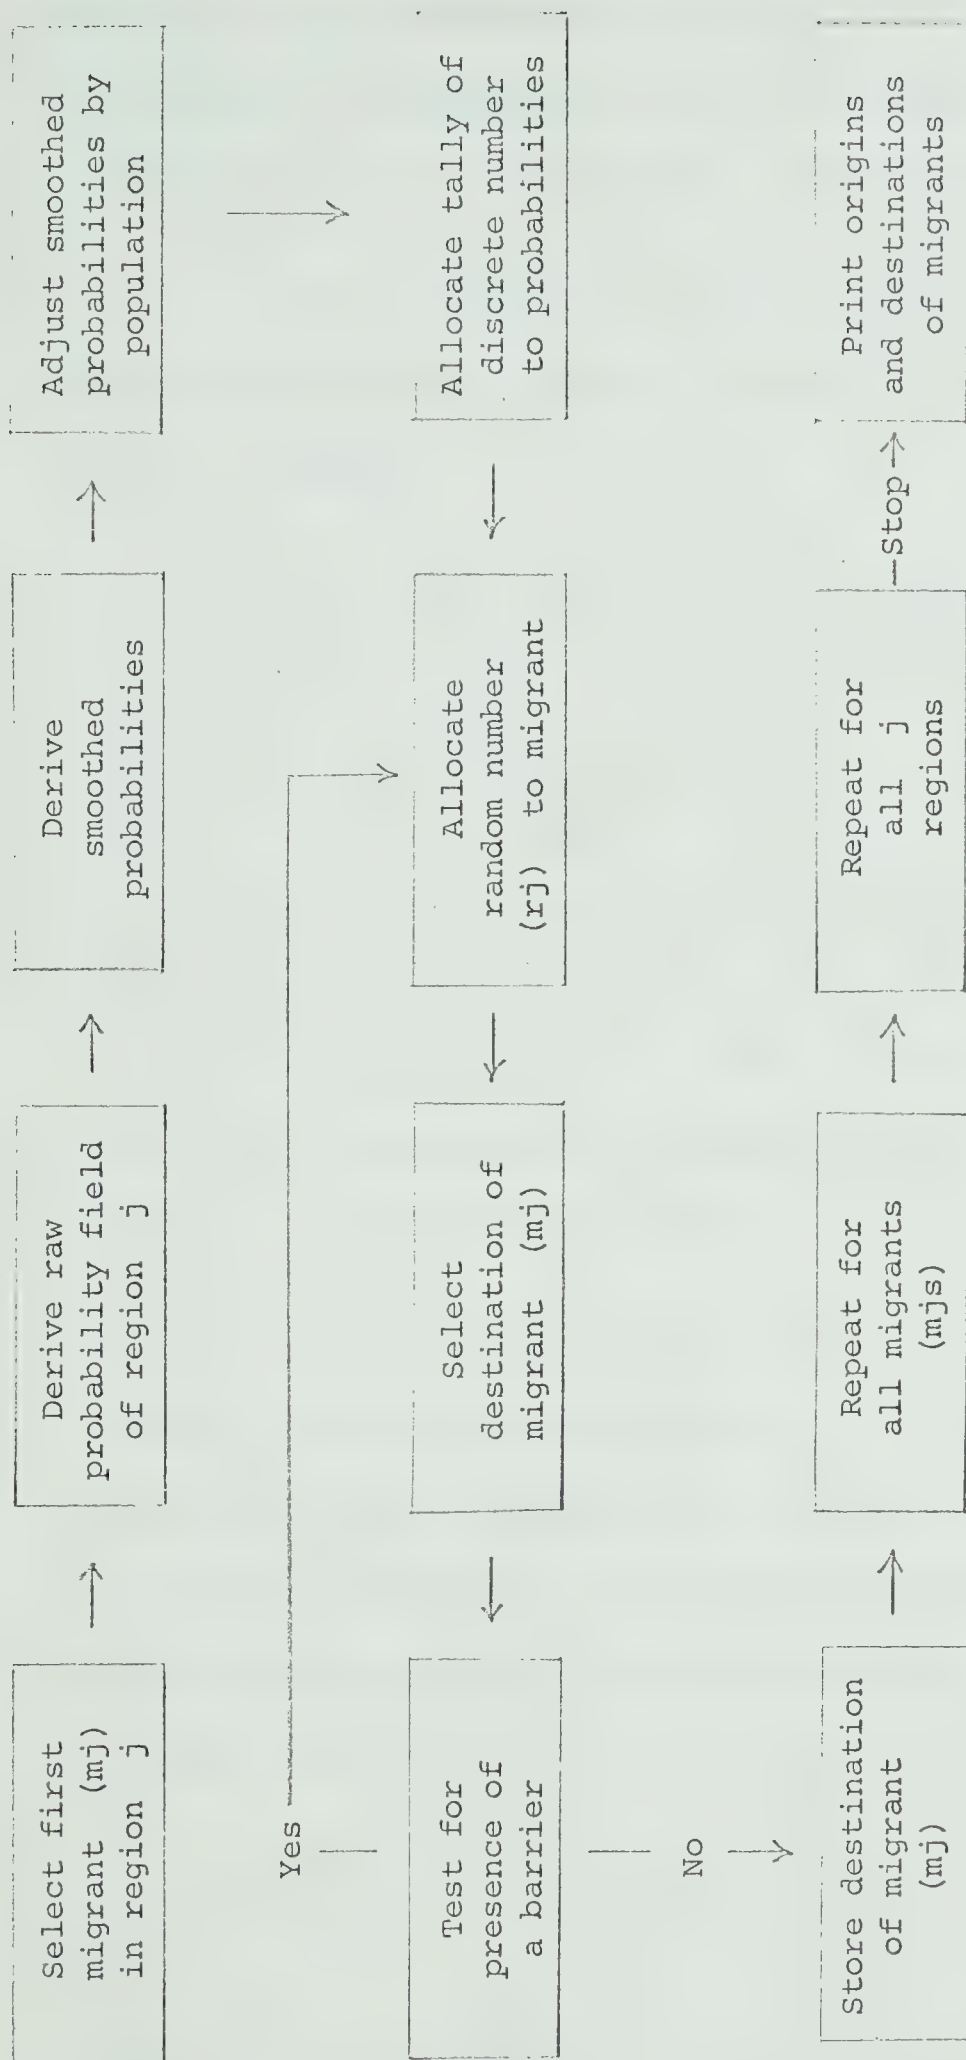 Select first
migrant (mj)
in region j
Derive raw
probability field
of region j
Derive
smoothed
probabilities
Adjust smoothed
probabilities by
population
Yes
Test for
presence of
a barrier
Select
destination of
migrant (mj)
Allocate
random number
(rj) to migrant
Allocate tally of
discrete number
to probabilities
No
Store destination
of migrant
(mj)
Repeat for
all migrants
(mjs)
Repeat for
all j
regions
Stop
Print origins
and destinations
of migrants